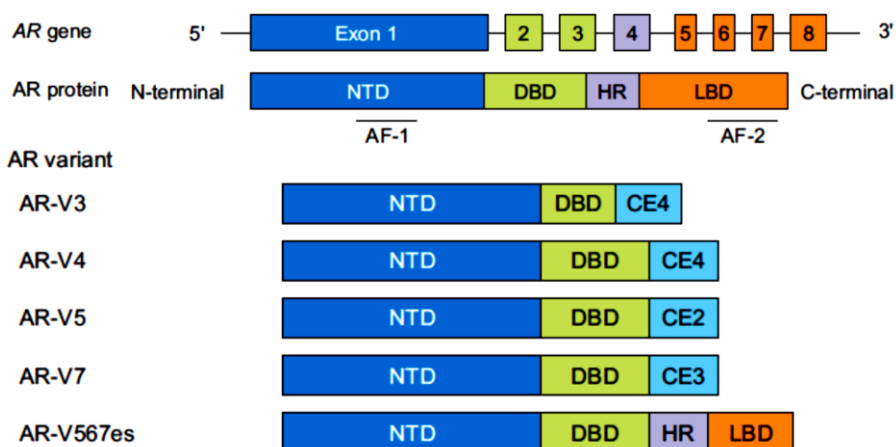 AR gene 5' Exon 1 2 3 4 5 6 7 8 3'
AR protein N-terminal NTD DBD HR LBD C-terminal
AF-1 AF-2
AR variant
AR-V3 NTD DBD CE4
AR-V4 NTD DBD CE4
AR-V5 NTD DBD CE2
AR-V7 NTD DBD CE3
AR-V567es NTD DBD HR LBD